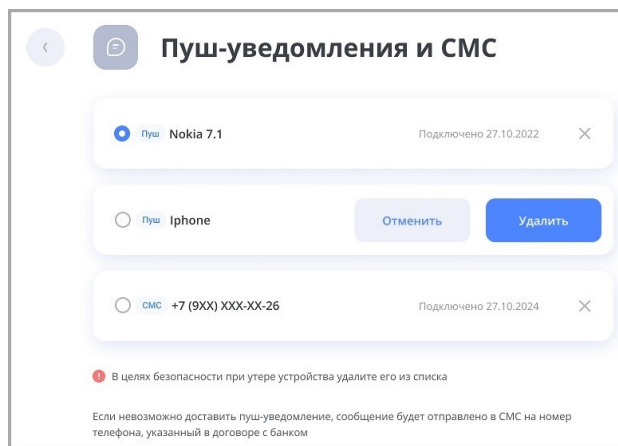 Пуш-уведомления и СМС
Пуш Nokia 7.1 Подключено 27.10.2022
Пуш Iphone Отменить Удалить
СМС +7 (9XX) XXX-XX-26 Подключено 27.10.2024
В целях безопасности при утере устройства удалите его из списка
Если невозможно доставить пуш-уведомление, сообщение будет отправлено в СМС на номер
телефона, указанный в договоре с банком